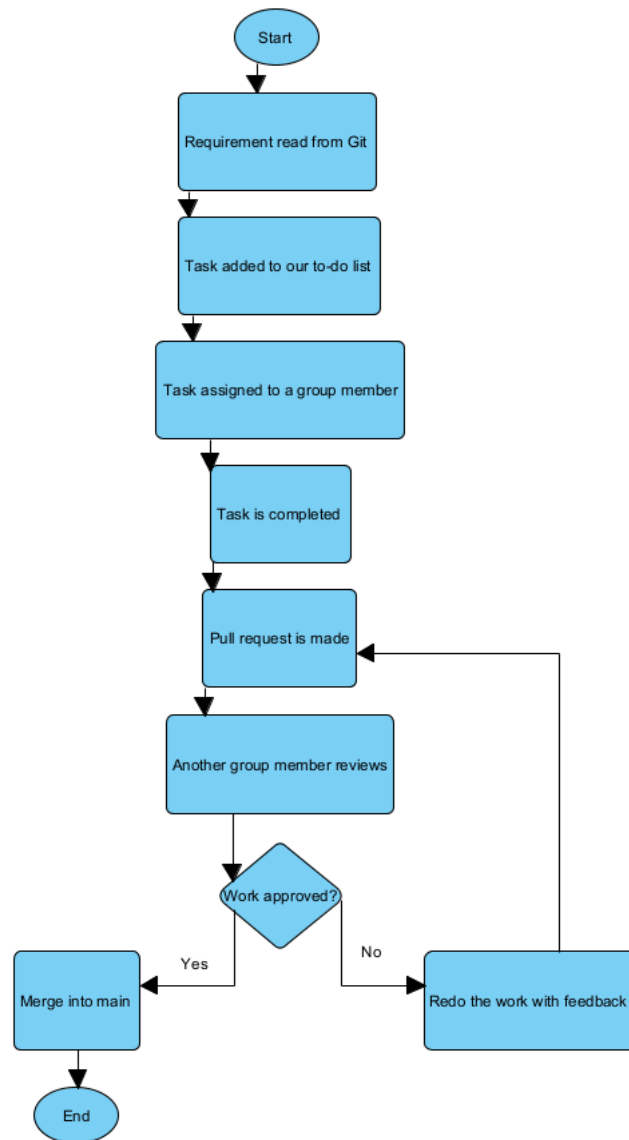 Start
Requirement read from Git
Task added to our to-do list
Task assigned to a group member
Task is completed
Pull request is made
Another group member reviews
Work approved?
Yes
No
Merge into main
Redo the work with feedback
End